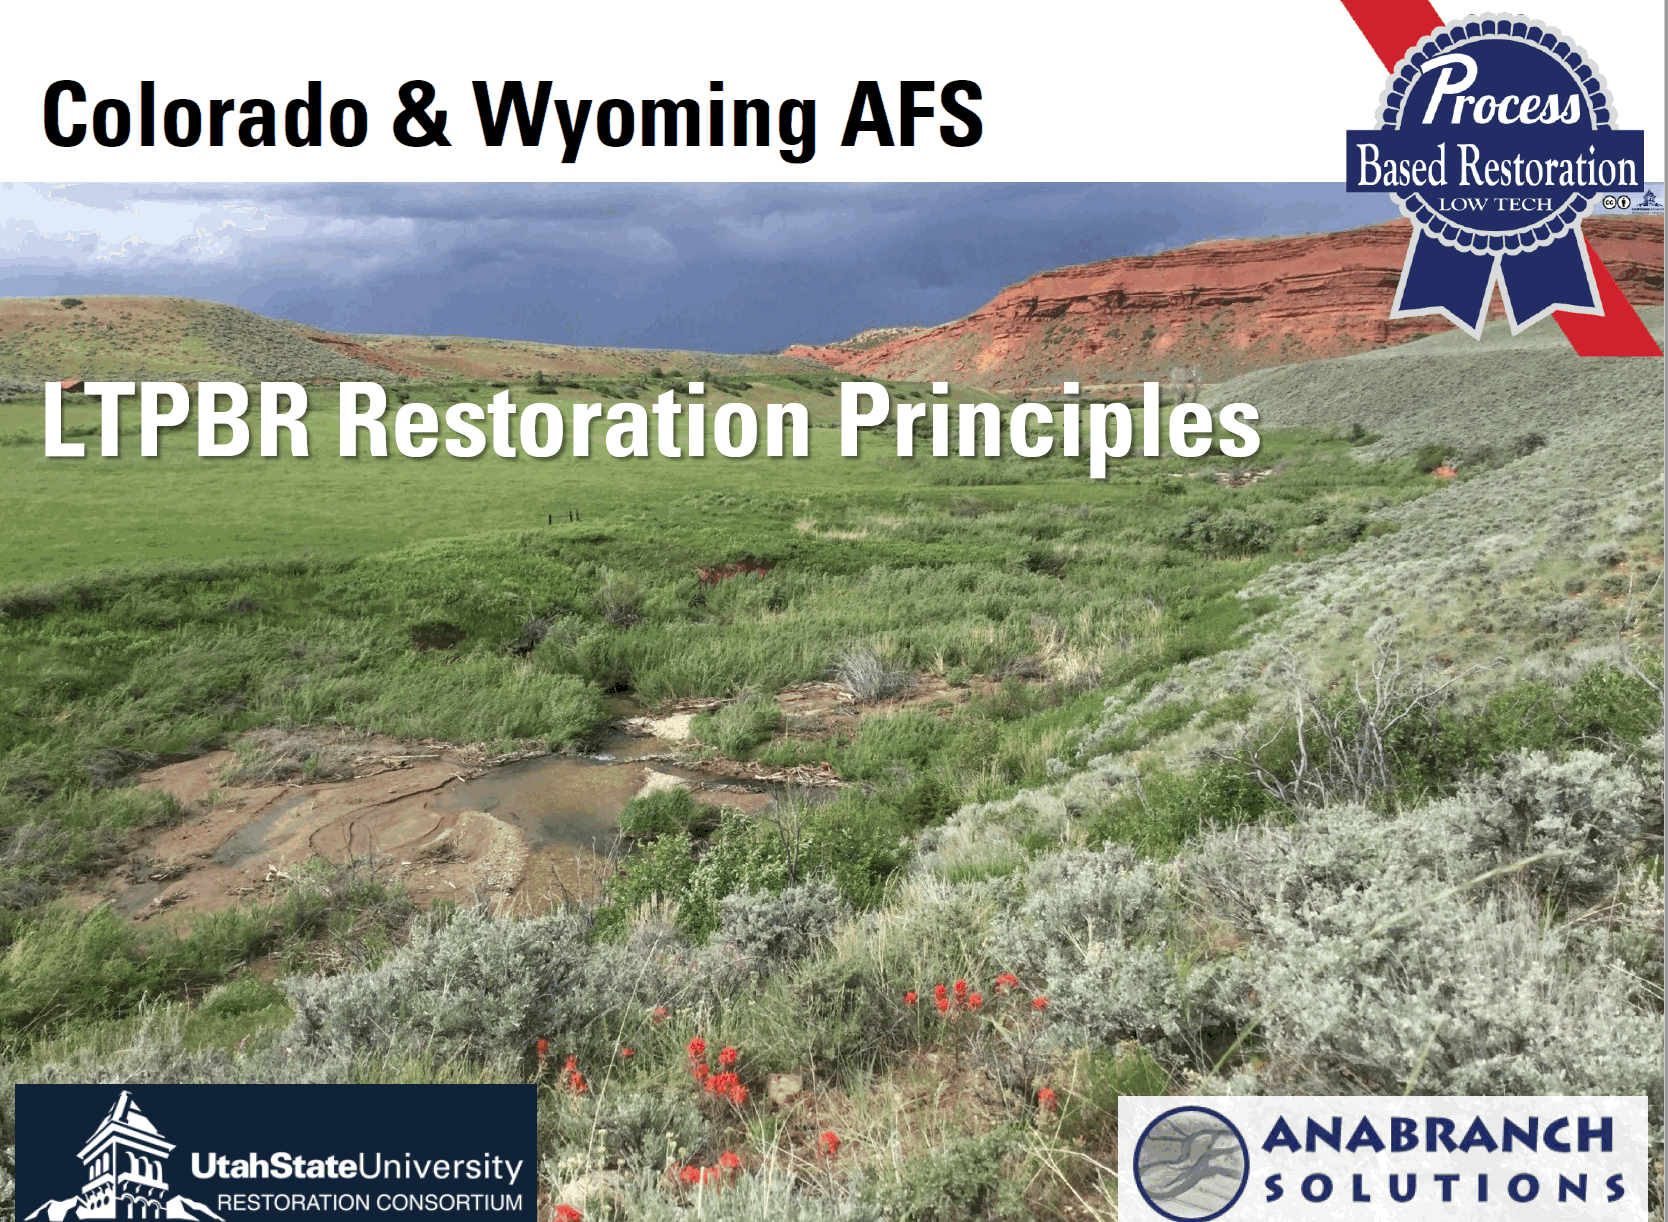 Colorado & Wyoming AFS
Process
Based Restoration
LOW TECH
LTPBR Restoration Principles
UtahStateUniversity
RESTORATION CONSORTIUM
ANABRANCH
SOLUTIONS